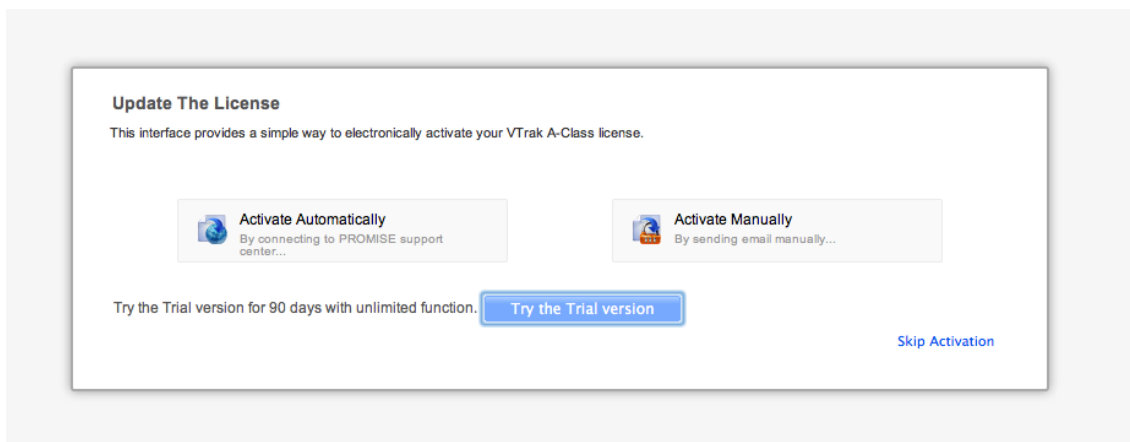 Update The License
This interface provides a simple way to electronically activate your VTrak A-Class license.
Activate Automatically
By connecting to PROMISE support
center...
Activate Manually
By sending email manually...
Try the Trial version for 90 days with unlimited function.
Try the Trial version
Skip Activation